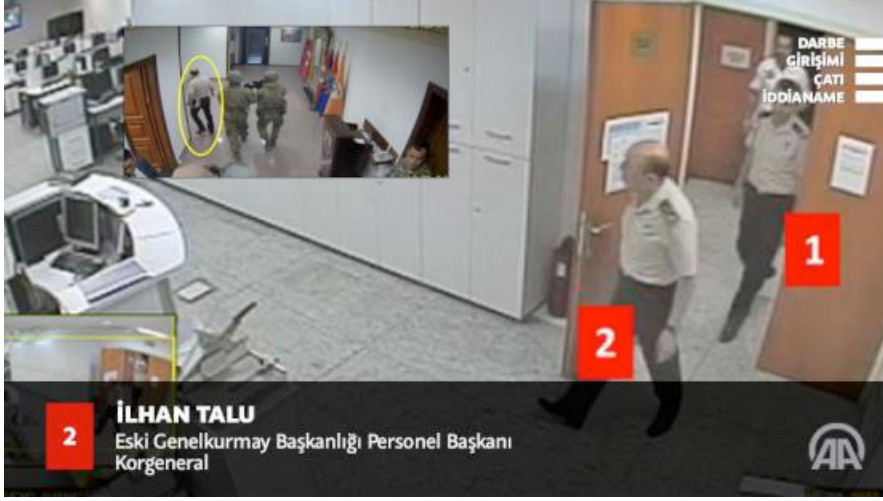 DARBE
GİRİŞİMİ
ÇATI
İDDİANAME
1
2
2
İLHAN TALU
Eski Genelkurmay Başkanlığı Personel Başkanı
Korgeneral
AA